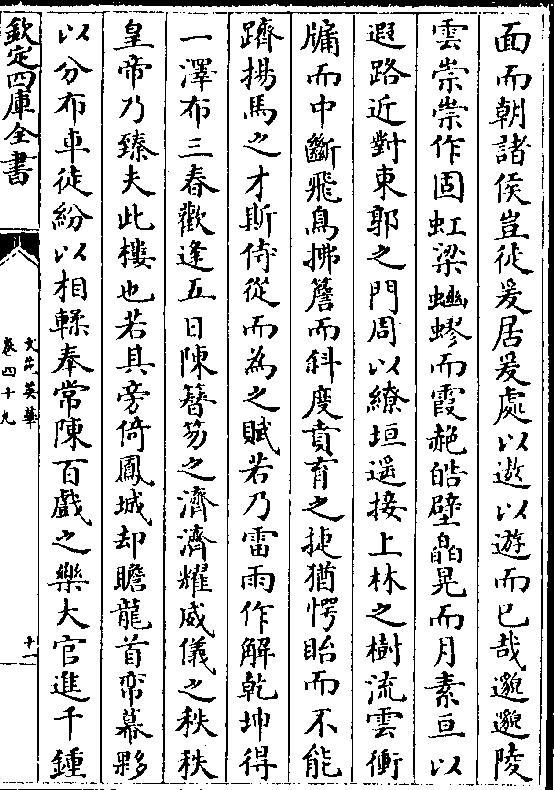 面而朝諸侯豈徒爰居爰處以遨以遊而已哉邈邈陵
雲崇崇作固虹梁蚴蟉而霞赩皓壁皛晃而月素亘以
遐路近對東郭之門周以繚垣遥接上林之樹流雲衝
牗而中斷飛鳥拂簷而斜度賁育之捷猶愕眙而不能
躋揚馬之才斯侍從而為之賦若乃雷雨作解乾坤得
一澤布三春歡逢五日陳簪笏之濟濟耀威儀之秩秩
皇帝乃臻夫此樓也若其旁倚鳳城却瞻龍首帟幕夥
以分布車徒紛以相轇奉常陳百戲之樂大官進千鍾
欽定四庫全書
文苑英華
卷四十九
十一